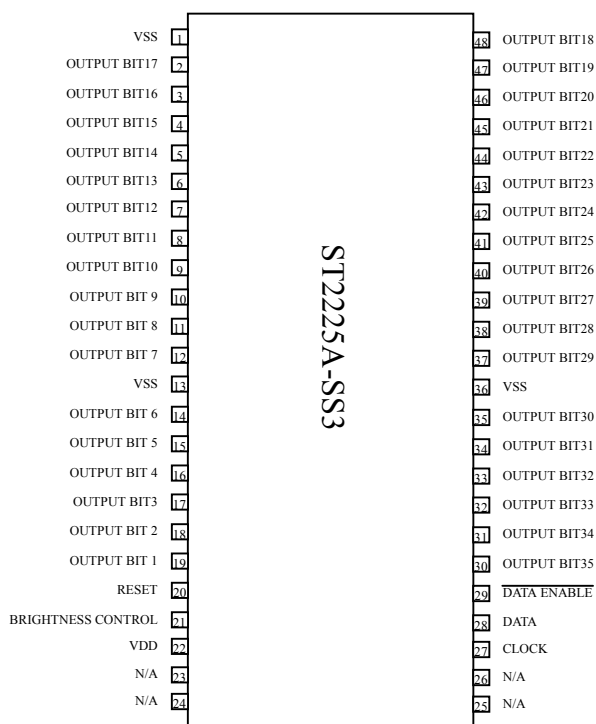 VSS 1
OUTPUT BIT17 2
OUTPUT BIT16 3
OUTPUT BIT15 4
OUTPUT BIT14 5
OUTPUT BIT13 6
OUTPUT BIT12 7
OUTPUT BIT11 8
OUTPUT BIT10 9
OUTPUT BIT 9 10
OUTPUT BIT 8 11
OUTPUT BIT 7 12
VSS 13
OUTPUT BIT 6 14
OUTPUT BIT 5 15
OUTPUT BIT 4 16
OUTPUT BIT3 17
OUTPUT BIT 2 18
OUTPUT BIT 1 19
RESET 20
BRIGHTNESS CONTROL 21
VDD 22
N/A 23
N/A 24
ST2225A-SS3
48 OUTPUT BIT18
47 OUTPUT BIT19
46 OUTPUT BIT20
45 OUTPUT BIT21
44 OUTPUT BIT22
43 OUTPUT BIT23
42 OUTPUT BIT24
41 OUTPUT BIT25
40 OUTPUT BIT26
39 OUTPUT BIT27
38 OUTPUT BIT28
37 OUTPUT BIT29
36 VSS
35 OUTPUT BIT30
34 OUTPUT BIT31
33 OUTPUT BIT32
32 OUTPUT BIT33
31 OUTPUT BIT34
30 OUTPUT BIT35
29 DATA ENABLE
28 DATA
27 CLOCK
26 N/A
25 N/A